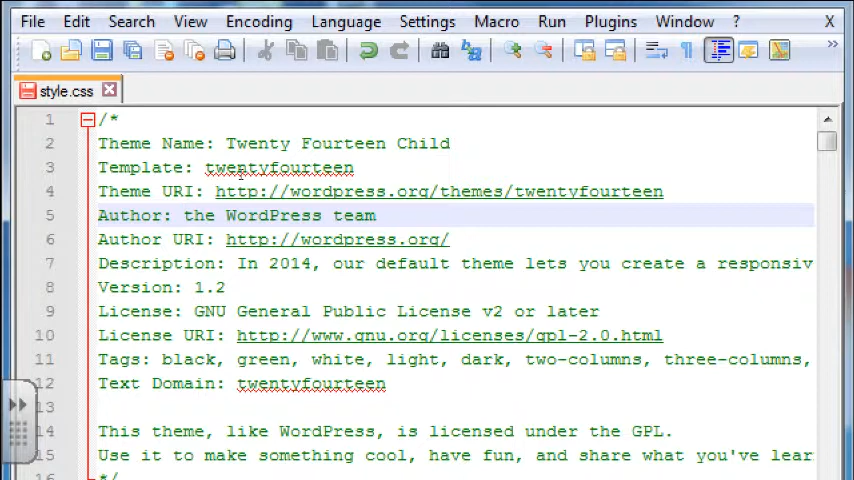 File Edit Search View Encoding Language Settings Macro Run Plugins Window ? X
style.css
1 /*
2 Theme Name: Twenty Fourteen Child
3 Template: twentyfourteen
4 Theme URI: http://wordpress.org/themes/twentyfourteen
5 Author: the WordPress team
6 Author URI: http://wordpress.org/
7 Description: In 2014, our default theme lets you create a responsiv
8 Version: 1.2
9 License: GNU General Public License v2 or later
10 License URI: http://www.gnu.org/licenses/gpl-2.0.html
11 Tags: black, green, white, light, dark, two-columns, three-columns,
12 Text Domain: twentyfourteen
13
14 This theme, like WordPress, is licensed under the GPL.
15 Use it to make something cool, have fun, and share what you've lear
16 */